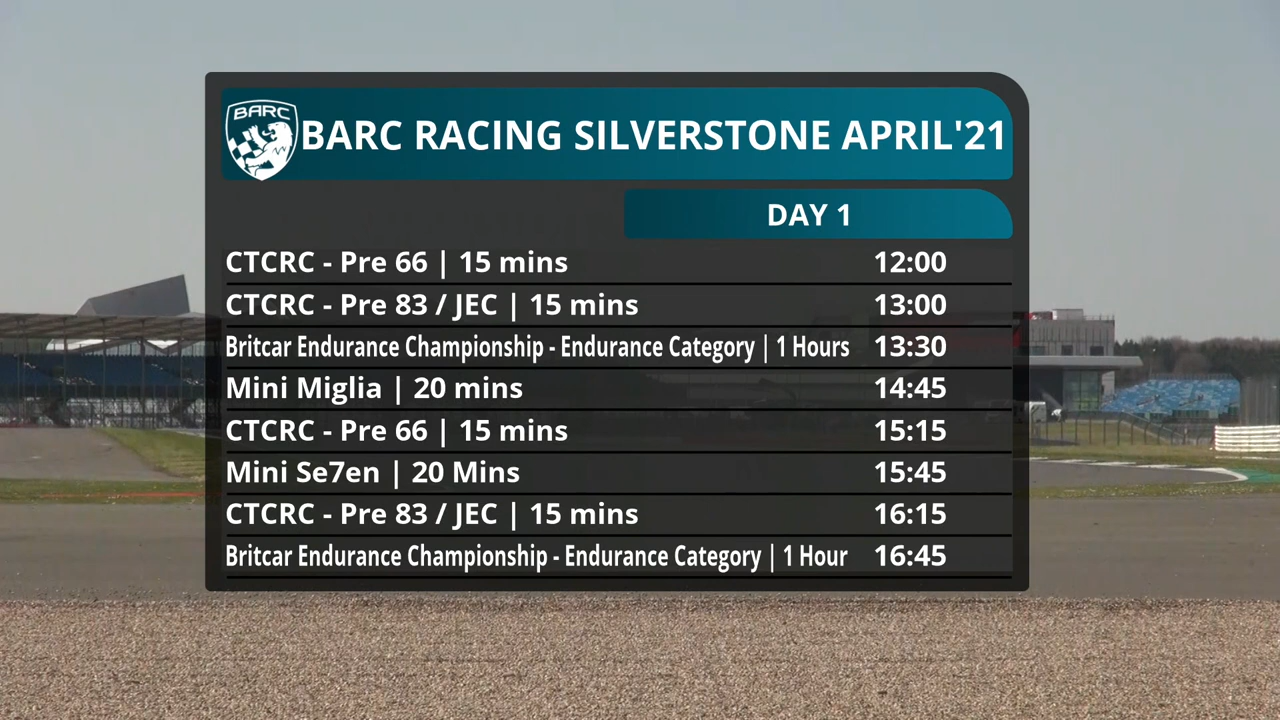 BARC
BARC RACING SILVERSTONE APRIL'21
DAY 1
CTCRC - Pre 66 | 15 mins 12:00
CTCRC - Pre 83 / JEC | 15 mins 13:00
Britcar Endurance Championship - Endurance Category | 1 Hours 13:30
Mini Miglia | 20 mins 14:45
CTCRC - Pre 66 | 15 mins 15:15
Mini Se7en | 20 Mins 15:45
CTCRC - Pre 83 / JEC | 15 mins 16:15
Britcar Endurance Championship - Endurance Category | 1 Hour 16:45